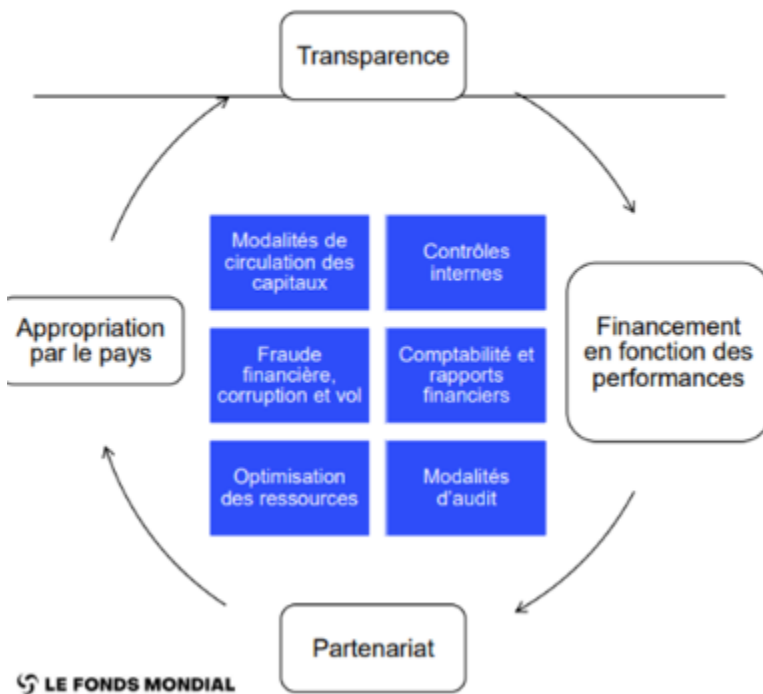 Transparence
Modalités de
circulation des
capitaux
Contrôles
internes
Appropriation
par le pays
Fraude
financière,
corruption et vol
Comptabilité et
rapports
financiers
Financement
en fonction des
performances
Optimisation
des ressources
Modalités
d'audit
Partenariat
LE FONDS MONDIAL